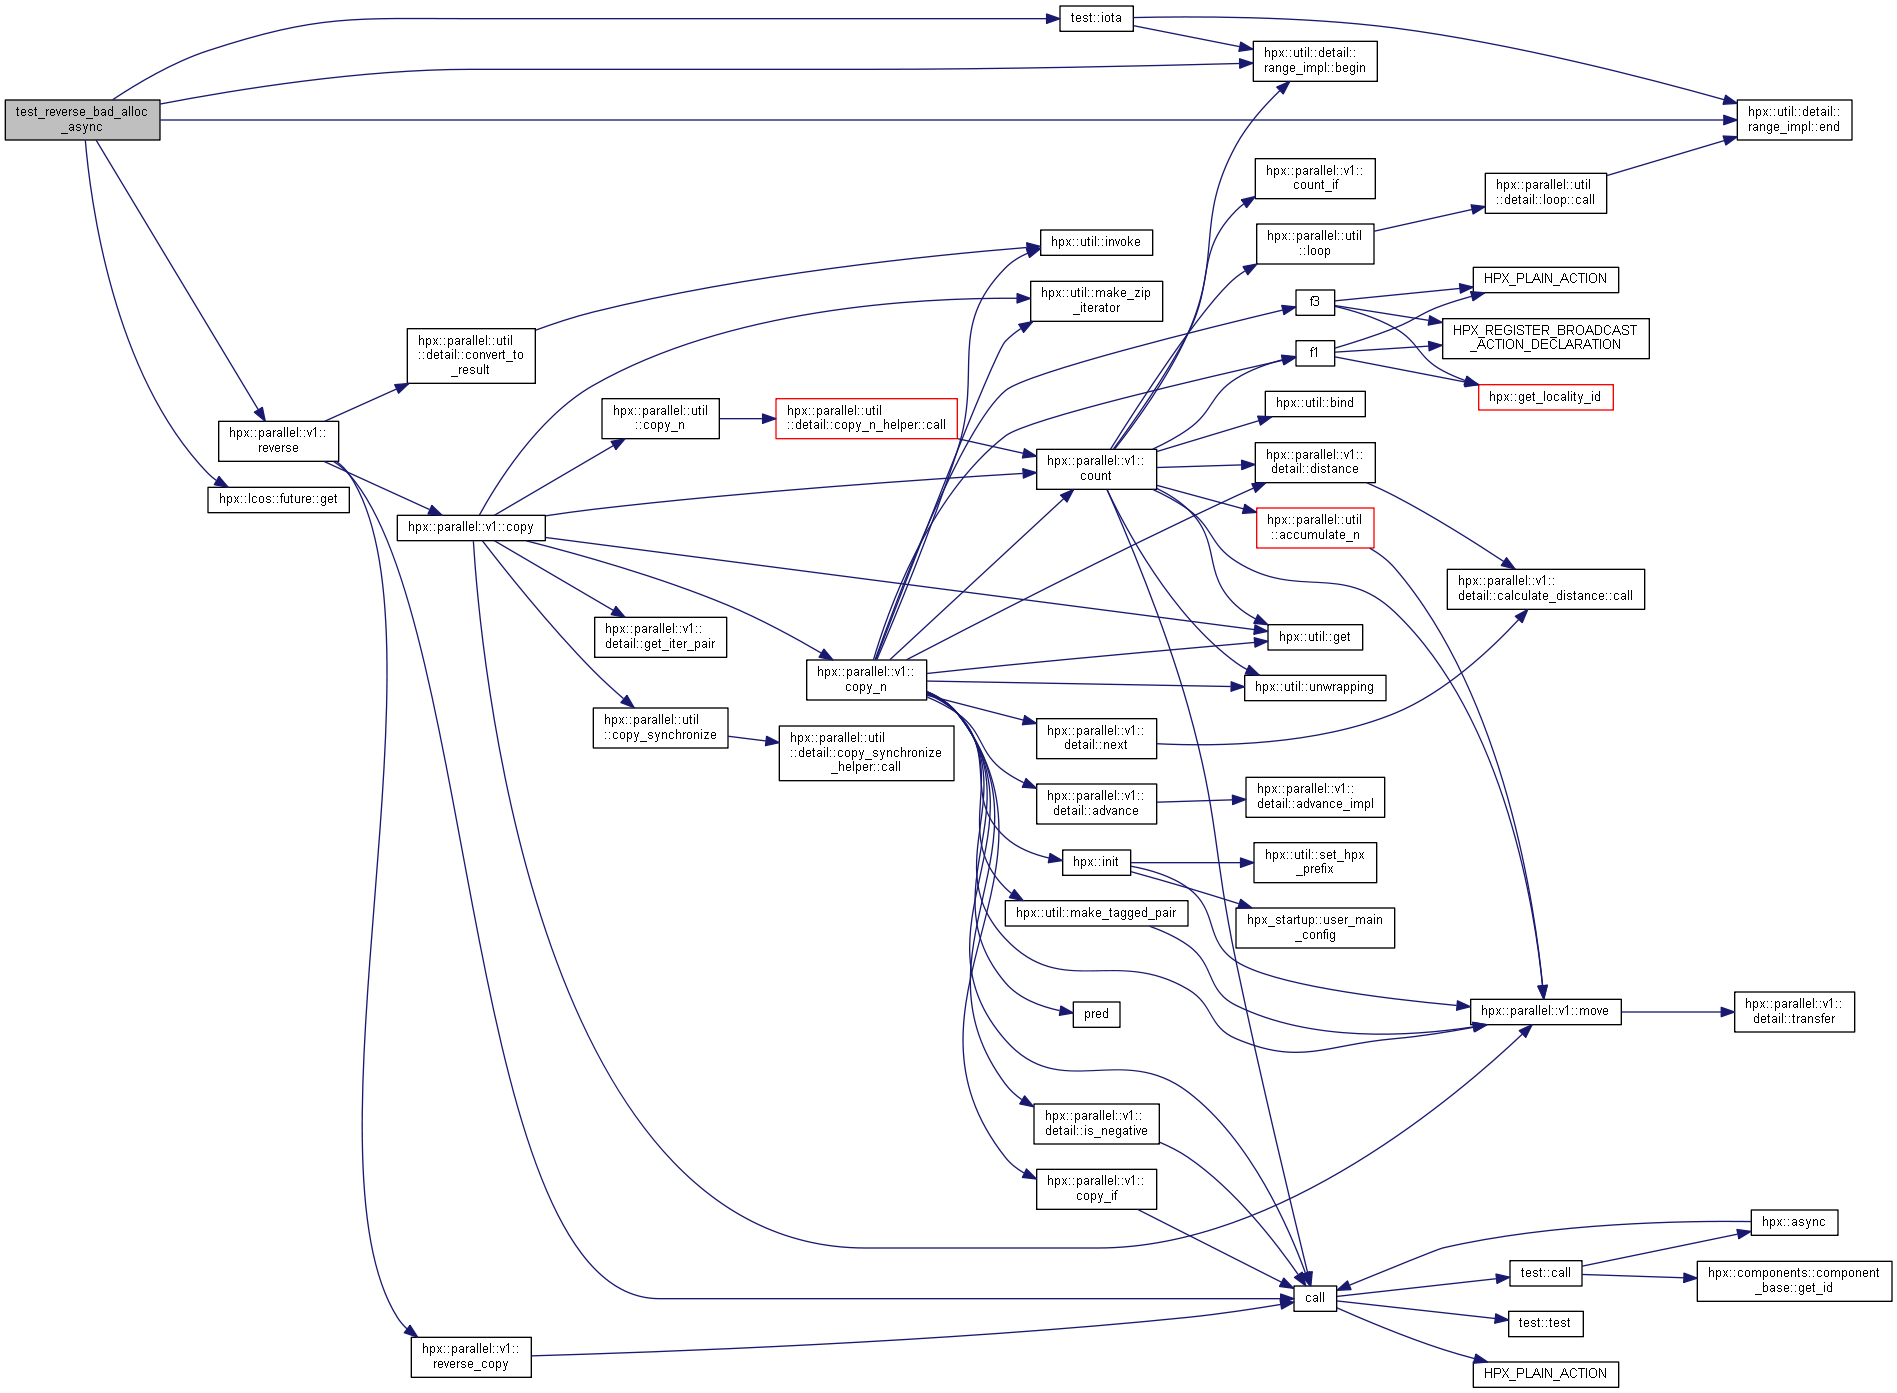 test_reverse_bad_alloc
_async
hpx::parallel::v1::
reverse
hpx::lcos::future::get
hpx::parallel::util
::detail::convert_to
_result
hpx::parallel::v1::copy
hpx::parallel::v1::
reverse_copy
hpx::parallel::util
::copy_n
hpx::parallel::v1::
detail::get_iter_pair
hpx::parallel::util
::copy_synchronize
hpx::parallel::util
::detail::copy_n_helper::call
hpx::parallel::v1::
copy_n
hpx::parallel::util
::detail::copy_synchronize
_helper::call
test::iota
hpx::util::invoke
hpx::util::make_zip
_iterator
hpx::parallel::v1::
count
hpx::parallel::v1::
detail::next
hpx::parallel::v1::
detail::advance
hpx::init
hpx::util::make_tagged_pair
pred
hpx::parallel::v1::
detail::is_negative
hpx::parallel::v1::
copy_if
hpx::util::detail::
range_impl::begin
hpx::parallel::v1::
count_if
hpx::parallel::util
::loop
f3
f1
hpx::util::bind
hpx::parallel::v1::
detail::distance
hpx::parallel::util
::accumulate_n
hpx::util::get
hpx::util::unwrapping
hpx::parallel::v1::
detail::advance_impl
hpx::util::set_hpx
_prefix
hpx_startup::user_main
_config
call
hpx::parallel::util
::detail::loop::call
HPX_PLAIN_ACTION
HPX_REGISTER_BROADCAST
_ACTION_DECLARATION
hpx::get_locality_id
hpx::parallel::v1::
detail::calculate_distance::call
hpx::parallel::v1::move
test::call
test::test
HPX_PLAIN_ACTION
hpx::util::detail::
range_impl::end
hpx::parallel::v1::
detail::transfer
hpx::async
hpx::components::component
_base::get_id